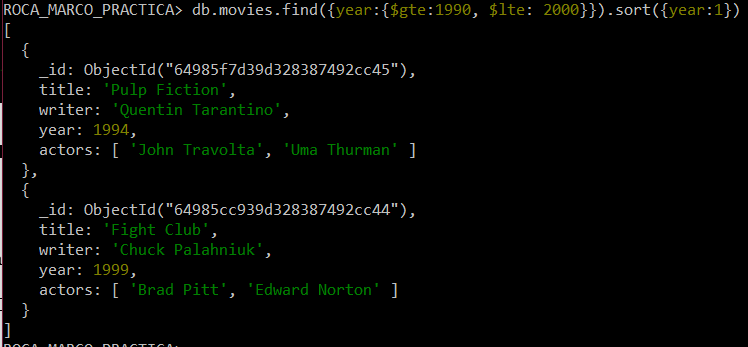 ROCA_MARCO_PRACTICA> db.movies.find({year:{$gte:1990, $lte: 2000}}).sort({year:1})
[
  {
    _id: ObjectId("64985f7d39d328387492cc45"),
    title: 'Pulp Fiction',
    writer: 'Quentin Tarantino',
    year: 1994,
    actors: [ 'John Travolta', 'Uma Thurman' ]
  },
  {
    _id: ObjectId("64985cc939d328387492cc44"),
    title: 'Fight Club',
    writer: 'Chuck Palahniuk',
    year: 1999,
    actors: [ 'Brad Pitt', 'Edward Norton' ]
  }
]
ROCA_MARCO_PRACTICA>